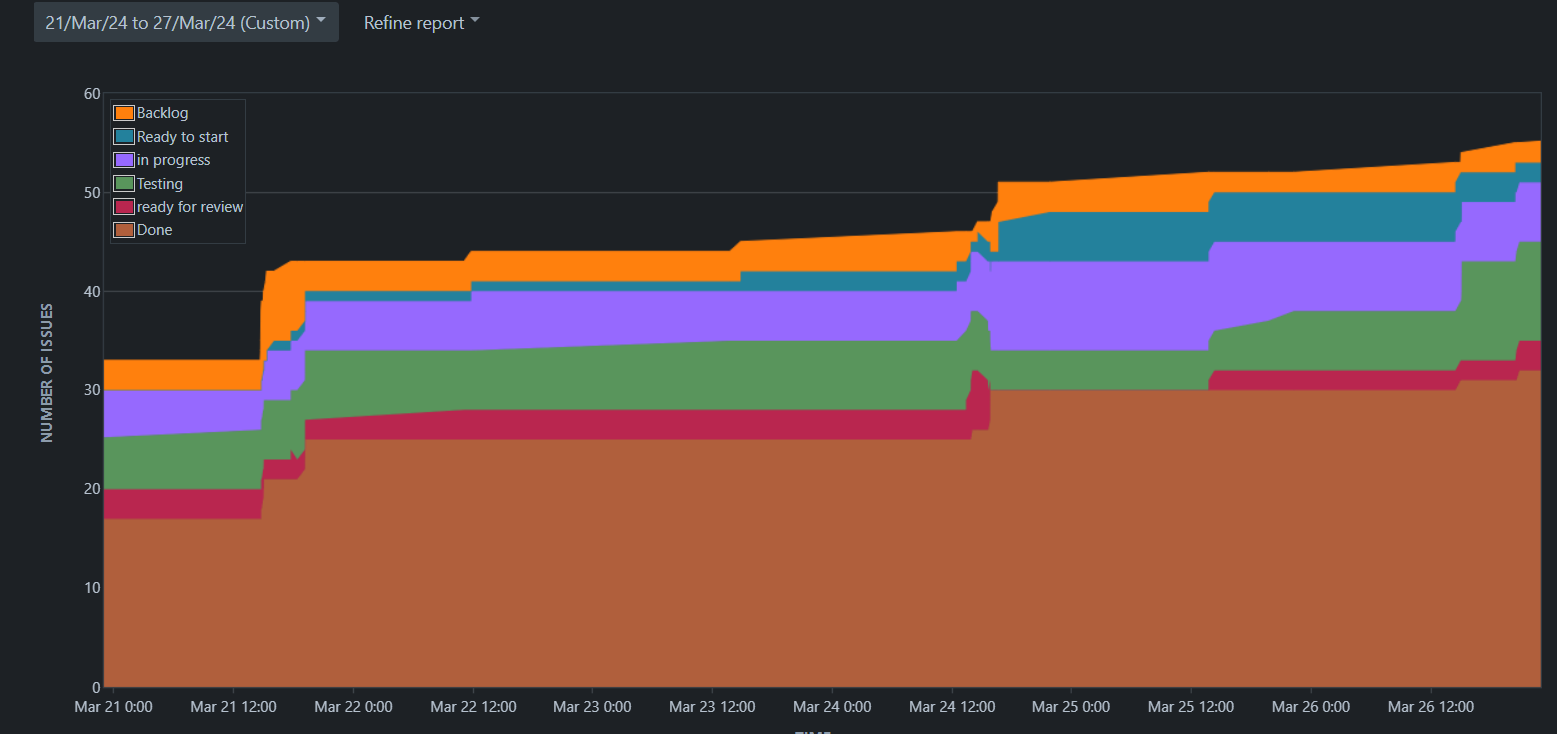 21/Mar/24 to 27/Mar/24 (Custom) Refine report
60
Backlog
Ready to start
in progress
Testing
ready for review
Done
50
40
30
20
10
0
NUMBER OF ISSUES
Mar 21 0:00 Mar 21 12:00 Mar 22 0:00 Mar 22 12:00 Mar 23 0:00 Mar 23 12:00 Mar 24 0:00 Mar 24 12:00 Mar 25 0:00 Mar 25 12:00 Mar 26 0:00 Mar 26 12:00
TIME